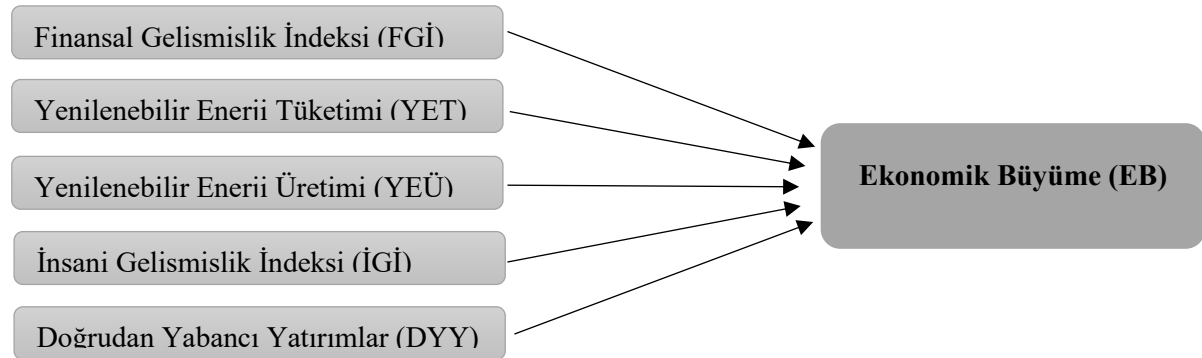 Finansal Gelismislik İndeksi (FGİ)
Yenilenebilir Enerji Tüketimi (YET)
Yenilenebilir Enerji Üretimi (YEÜ)
Ekonomik Büyüme (EB)
İnsani Gelismislik İndeksi (İGİ)
Doğrudan Yabancı Yatırımlar (DYY)